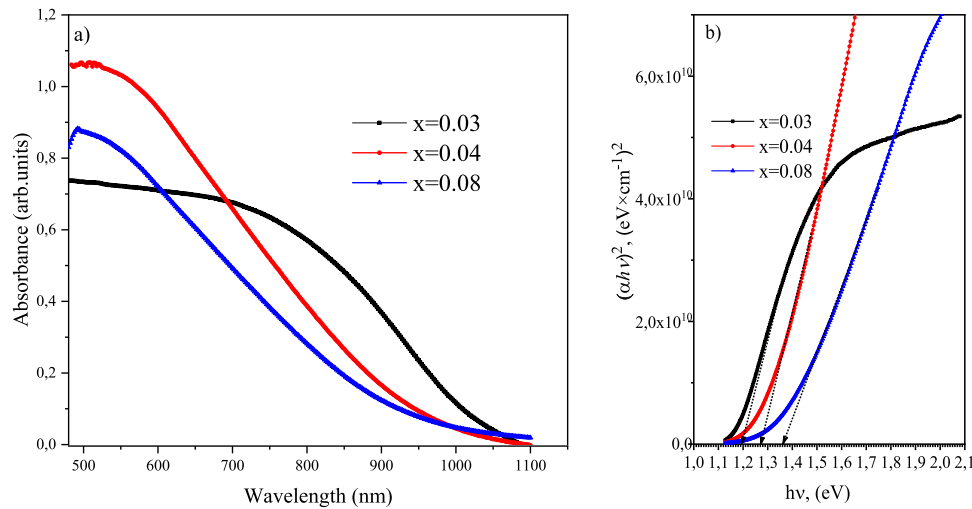 a)
1,2
1,0
0,8
0,6
0,4
0,2
0,0
Absorbance (arb.units)
x=0.03
x=0.04
x=0.08
500 600 700 800 900 1000 1100
Wavelength (nm)
b)
6,0x10¹⁰
4,0x10¹⁰
2,0x10¹⁰
0,0
(αhν)², (eV×cm⁻¹)²
x=0.03
x=0.04
x=0.08
1,0 1,1 1,2 1,3 1,4 1,5 1,6 1,7 1,8 1,9 2,0 2,1
hν, (eV)